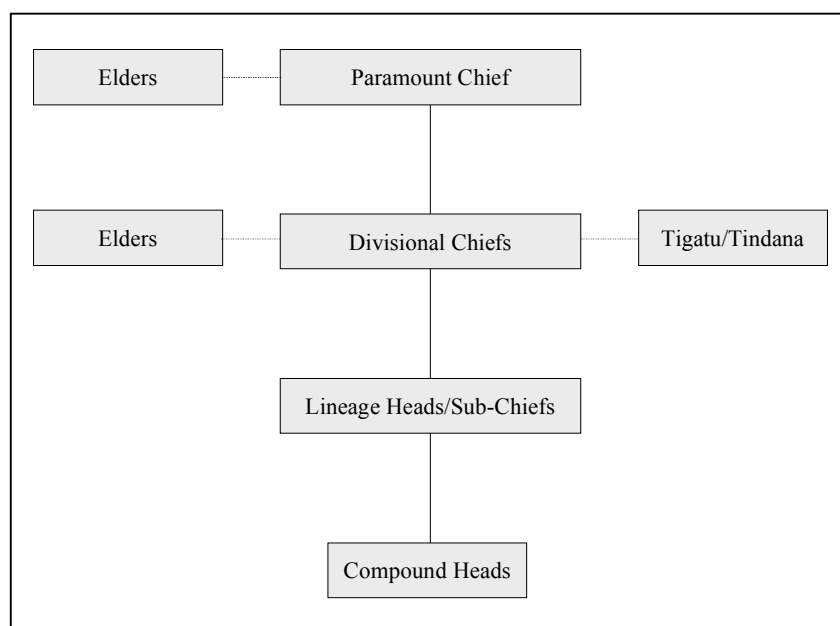 Elders
Paramount Chief
Elders
Divisional Chiefs
Tigatu/Tindana
Lineage Heads/Sub-Chiefs
Compound Heads